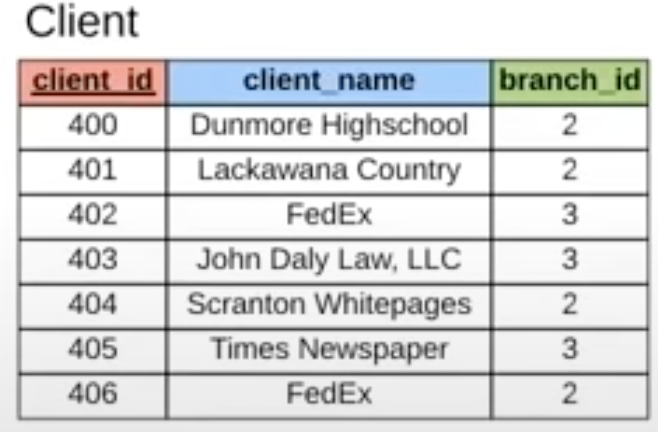 Client
client_id client_name branch_id
400 Dunmore Highschool 2
401 Lackawana Country 2
402 FedEx 3
403 John Daly Law, LLC 3
404 Scranton Whitepages 2
405 Times Newspaper 3
406 FedEx 2